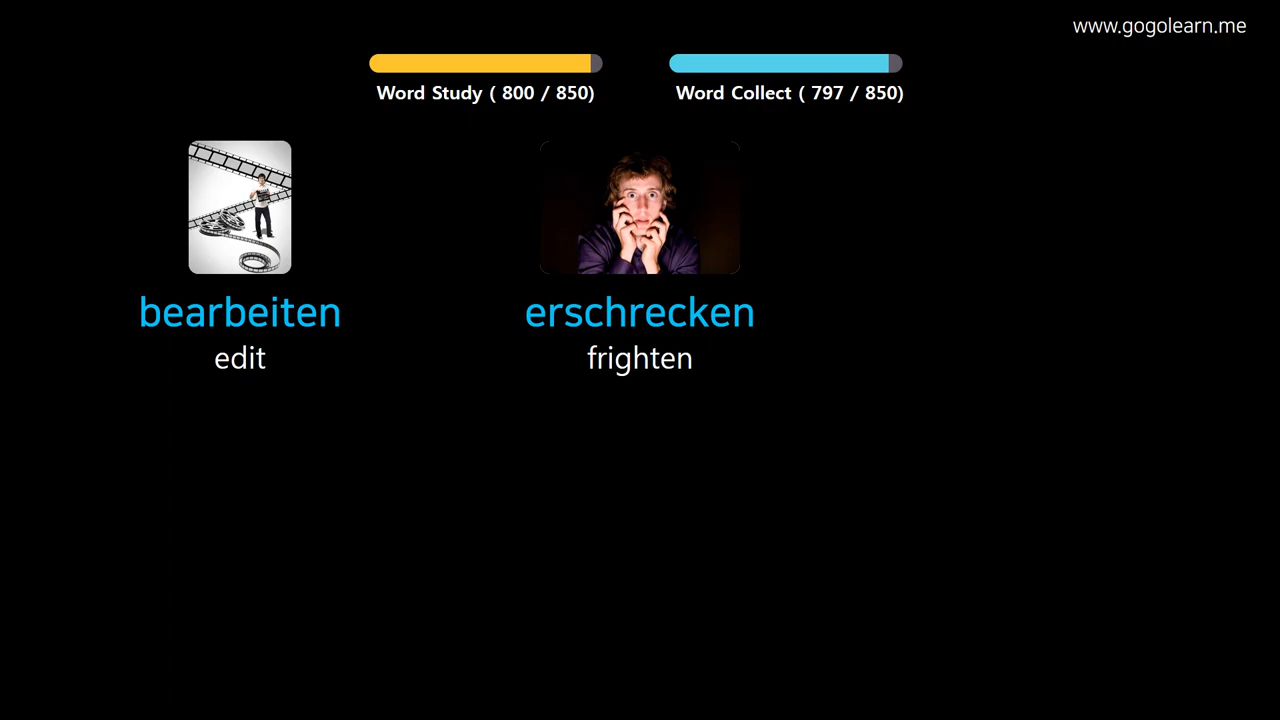 www.gogolearn.me
Word Study ( 800 / 850)
Word Collect ( 797 / 850)
bearbeiten
edit
erschrecken
frighten